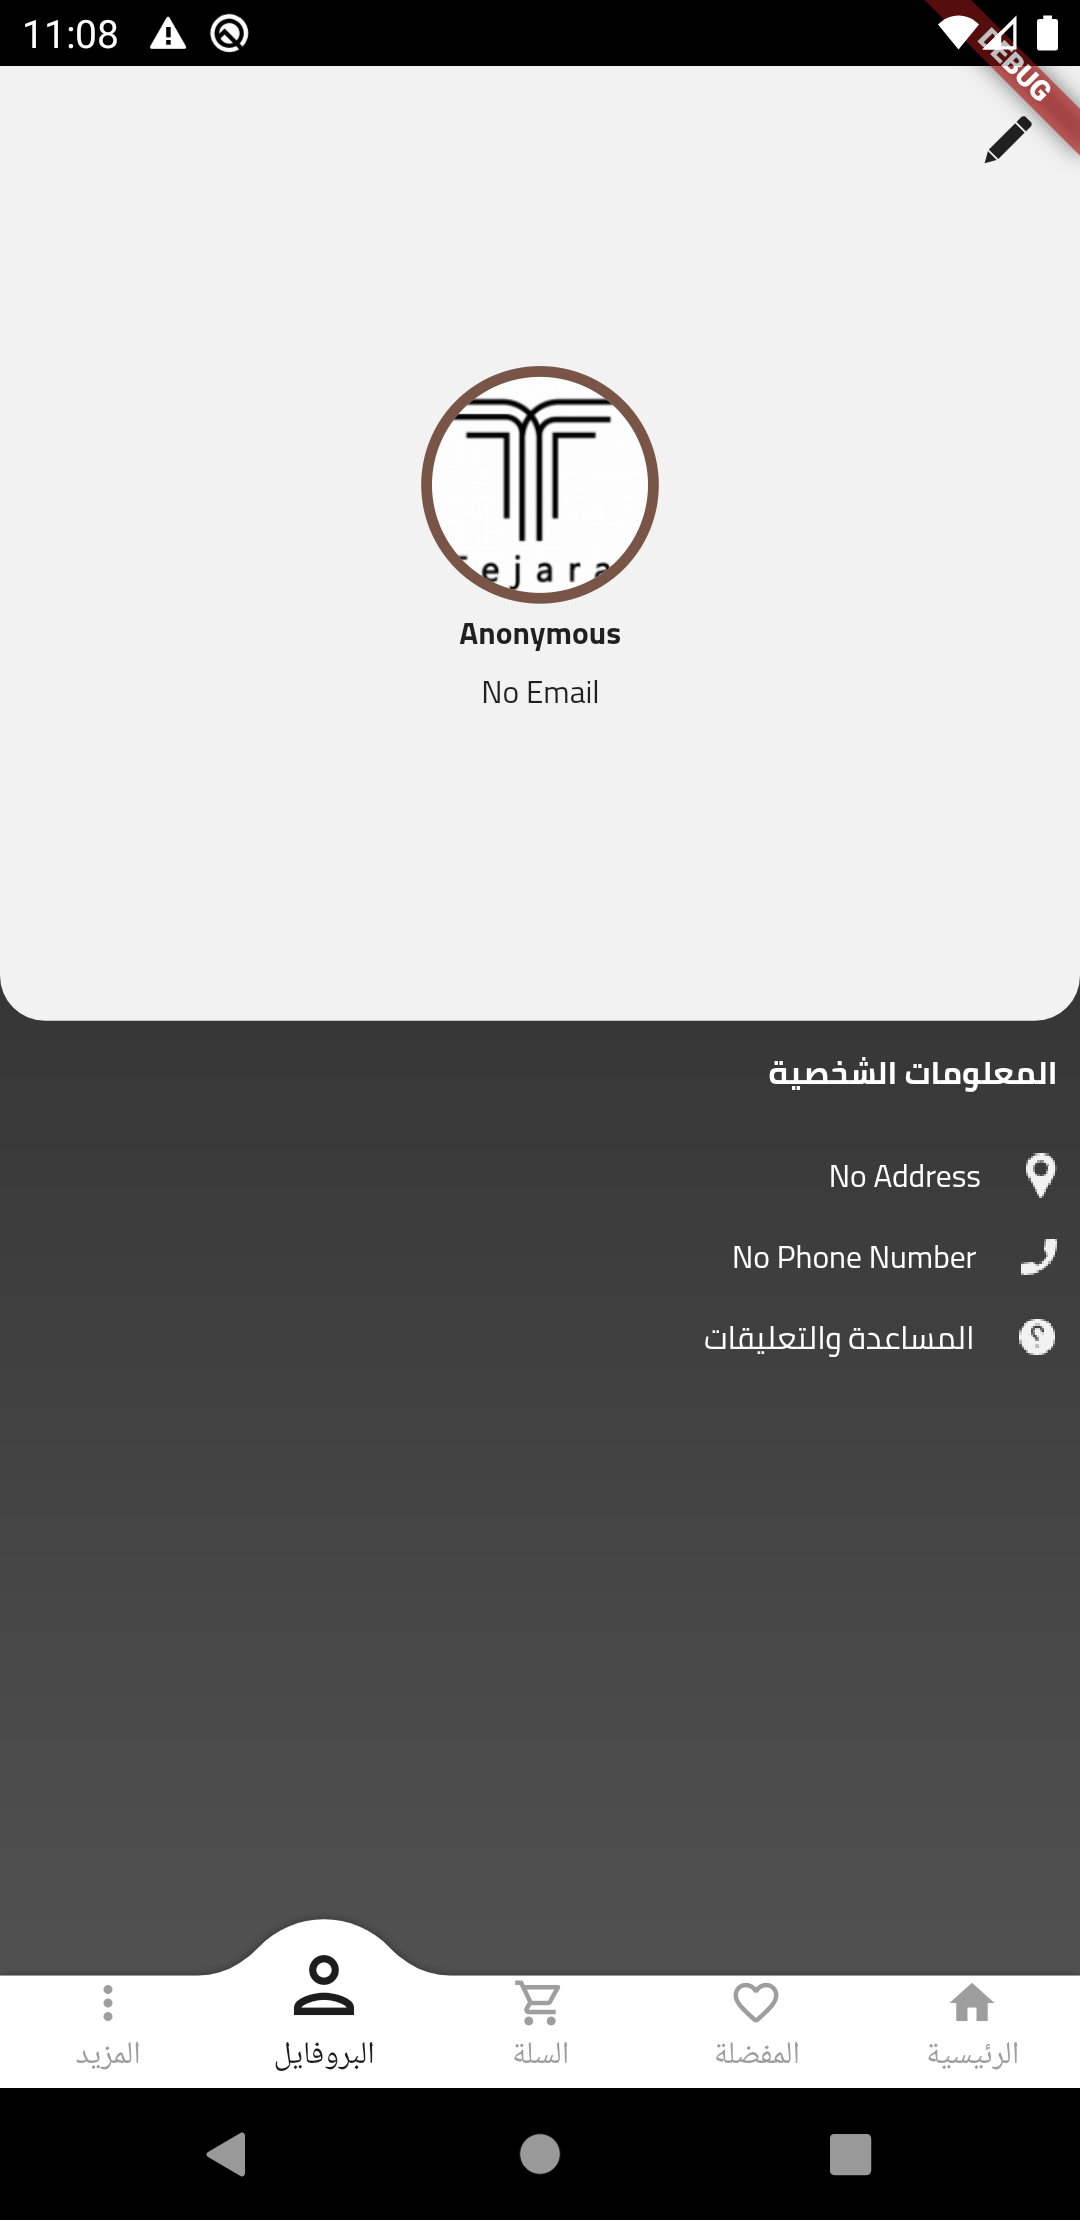 11:08
DEBUG
Tejara
Anonymous
No Email
المعلومات الشخصية
No Address
No Phone Number
المساعدة والتعليقات
الرئيسية
المفضلة
السلة
البروفايل
المزيد